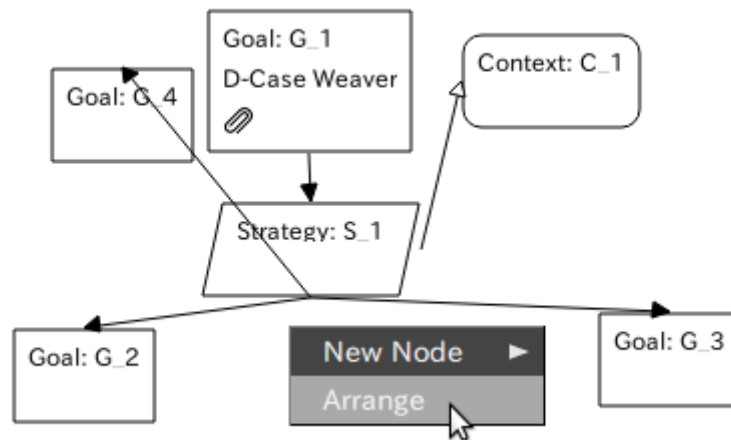 Goal: G_1
D-Case Weaver
Context: C_1
Goal: G_4
Strategy: S_1
Goal: G_2
New Node
Arrange
Goal: G_3